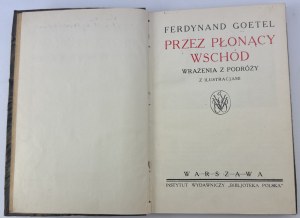 FERDYNAND GOETEL
PRZEZ PŁONĄCY
WSCHÓD
WRAŻENIA Z PODRÓŻY
Z ILUSTRACJAMI
WARSZAWA
INSTYTUT WYDAWNICZY „BIBLJOTEKA POLSKA"